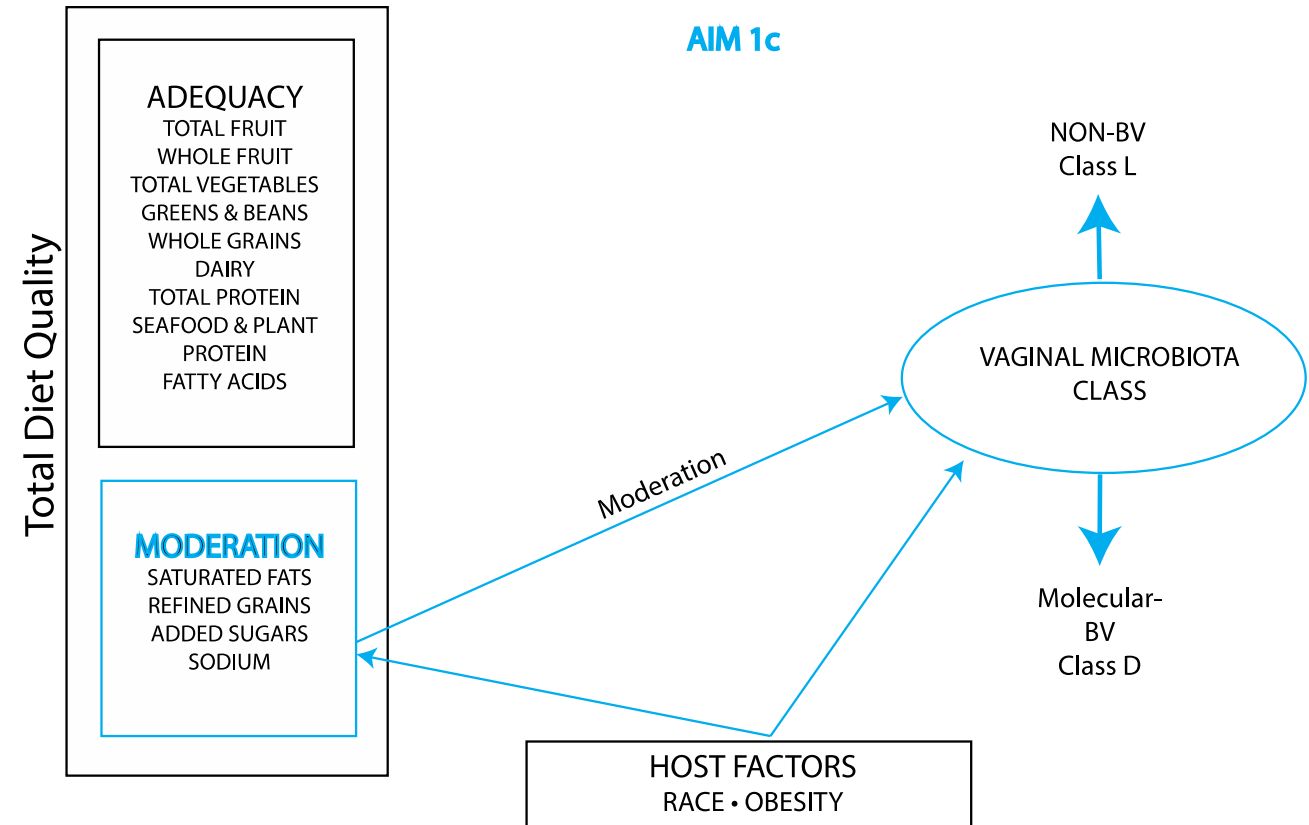 AIM 1c
Total Diet Quality
ADEQUACY
TOTAL FRUIT
WHOLE FRUIT
TOTAL VEGETABLES
GREENS & BEANS
WHOLE GRAINS
DAIRY
TOTAL PROTEIN
SEAFOOD & PLANT
PROTEIN
FATTY ACIDS
MODERATION
SATURATED FATS
REFINED GRAINS
ADDED SUGARS
SODIUM
Moderation
NON-BV
Class L
VAGINAL MICROBIOTA
CLASS
Molecular-
BV
Class D
HOST FACTORS
RACE • OBESITY